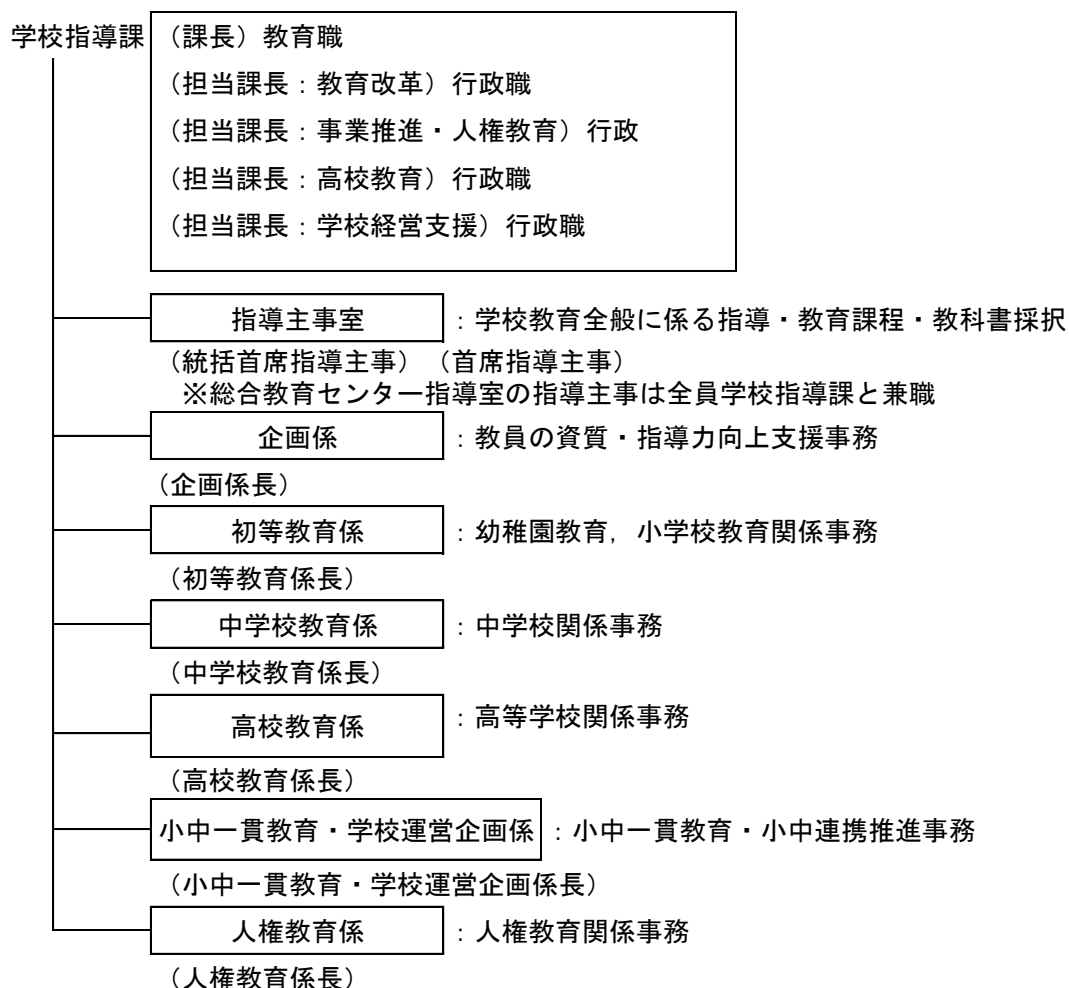 学校指導課
（課長）教育職
（担当課長：教育改革）行政職
（担当課長：事業推進・人権教育）行政
（担当課長：高校教育）行政職
（担当課長：学校経営支援）行政職
指導主事室 ：学校教育全般に係る指導・教育課程・教科書採択
（統括首席指導主事）（首席指導主事）
※総合教育センター指導室の指導主事は全員学校指導課と兼職
企画係 ：教員の資質・指導力向上支援事務
（企画係長）
初等教育係 ：幼稚園教育，小学校教育関係事務
（初等教育係長）
中学校教育係 ：中学校関係事務
（中学校教育係長）
高校教育係 ：高等学校関係事務
（高校教育係長）
小中一貫教育・学校運営企画係 ：小中一貫教育・小中連携推進事務
（小中一貫教育・学校運営企画係長）
人権教育係 ：人権教育関係事務
（人権教育係長）